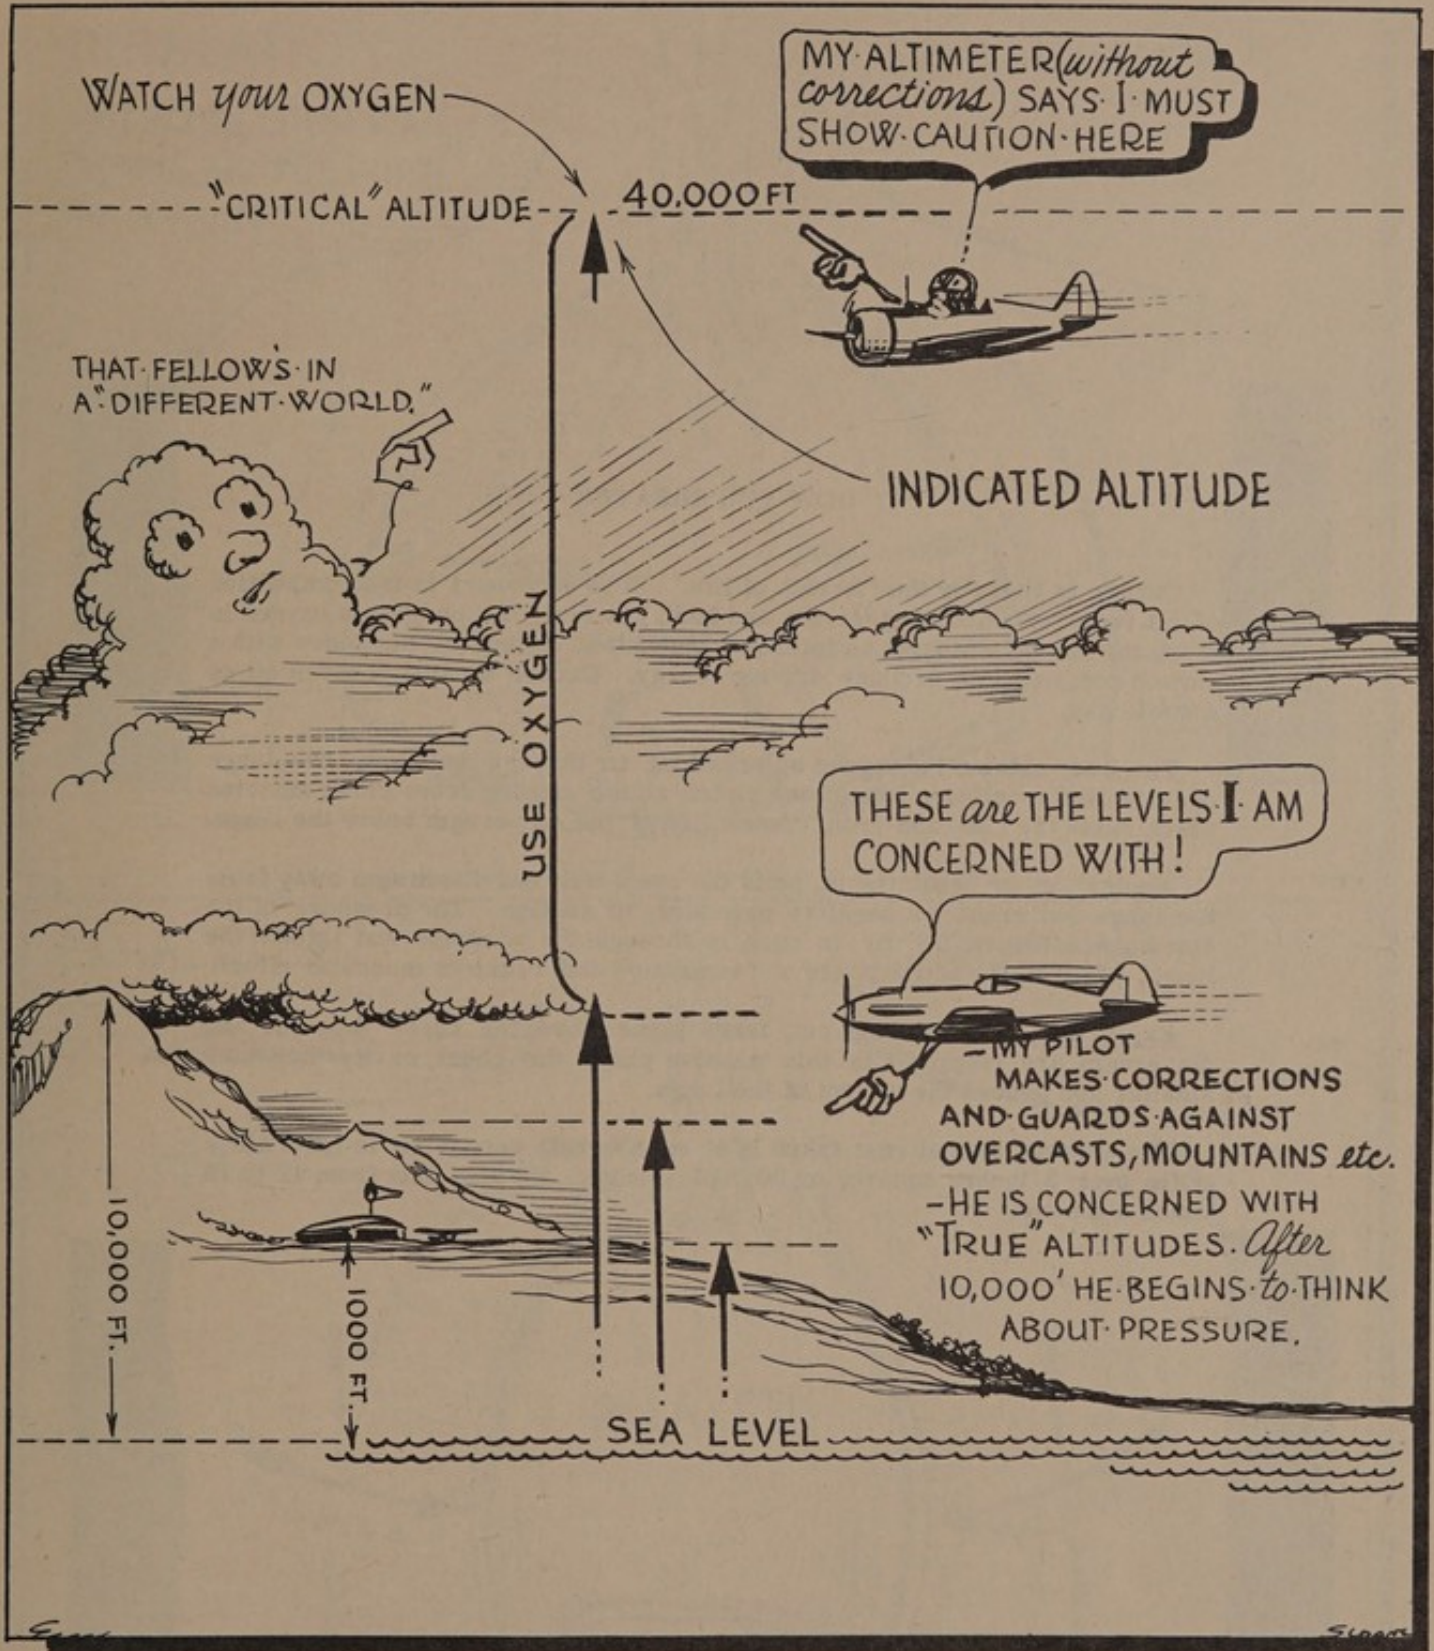 MY·ALTIMETER (without
corrections) SAYS·I·MUST
SHOW·CAUTION·HERE
WATCH your OXYGEN
"CRITICAL" ALTITUDE
40.000 FT
THAT·FELLOW'S·IN
A·"DIFFERENT·WORLD."
INDICATED ALTITUDE
USE OXYGEN
THESE are THE LEVELS·I·AM
CONCERNED WITH!
-MY PILOT
MAKES·CORRECTIONS
AND·GUARDS·AGAINST
OVERCASTS, MOUNTAINS etc.
-HE IS CONCERNED WITH
"TRUE" ALTITUDES. After
10,000' HE·BEGINS·to·THINK
ABOUT·PRESSURE.
10,000 FT.
1000 FT.
SEA LEVEL